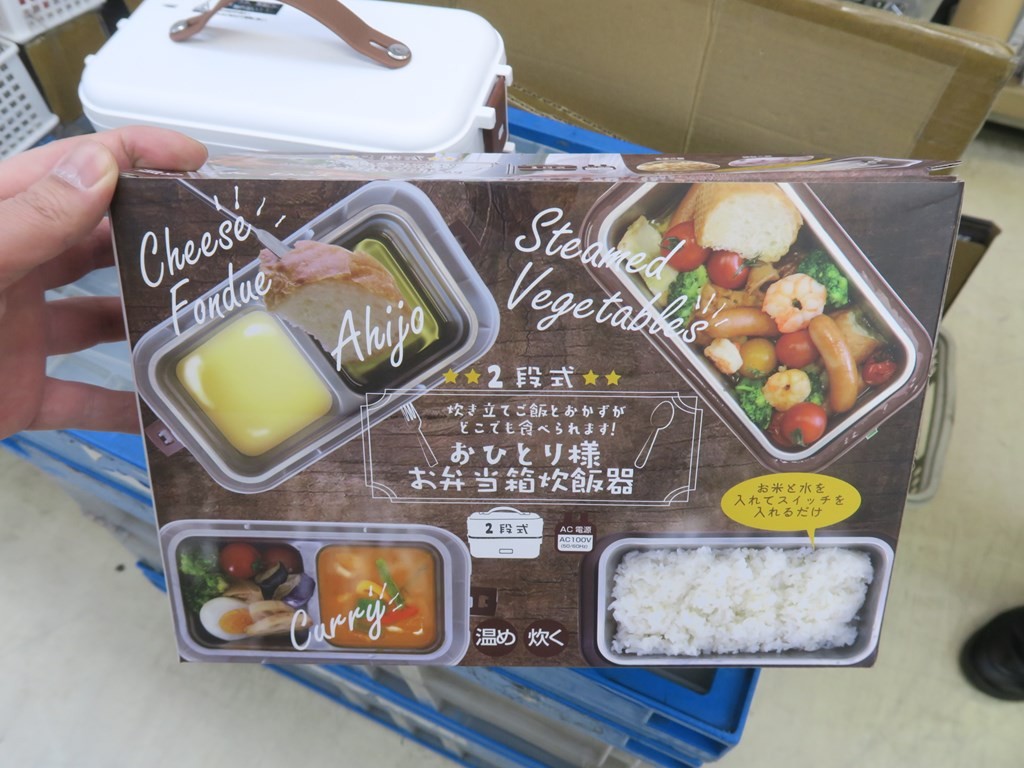 Cheese
Fondue
Ahijo
Steamed
Vegetables
★★2段式★★
炊き立てご飯とおかずが
どこでも食べられます!
おひとり様
お弁当箱炊飯器
お米と水を
入れてスイッチを
入れるだけ
2段式
AC電源
AC100V
(50/60Hz)
Curry
温め 炊く